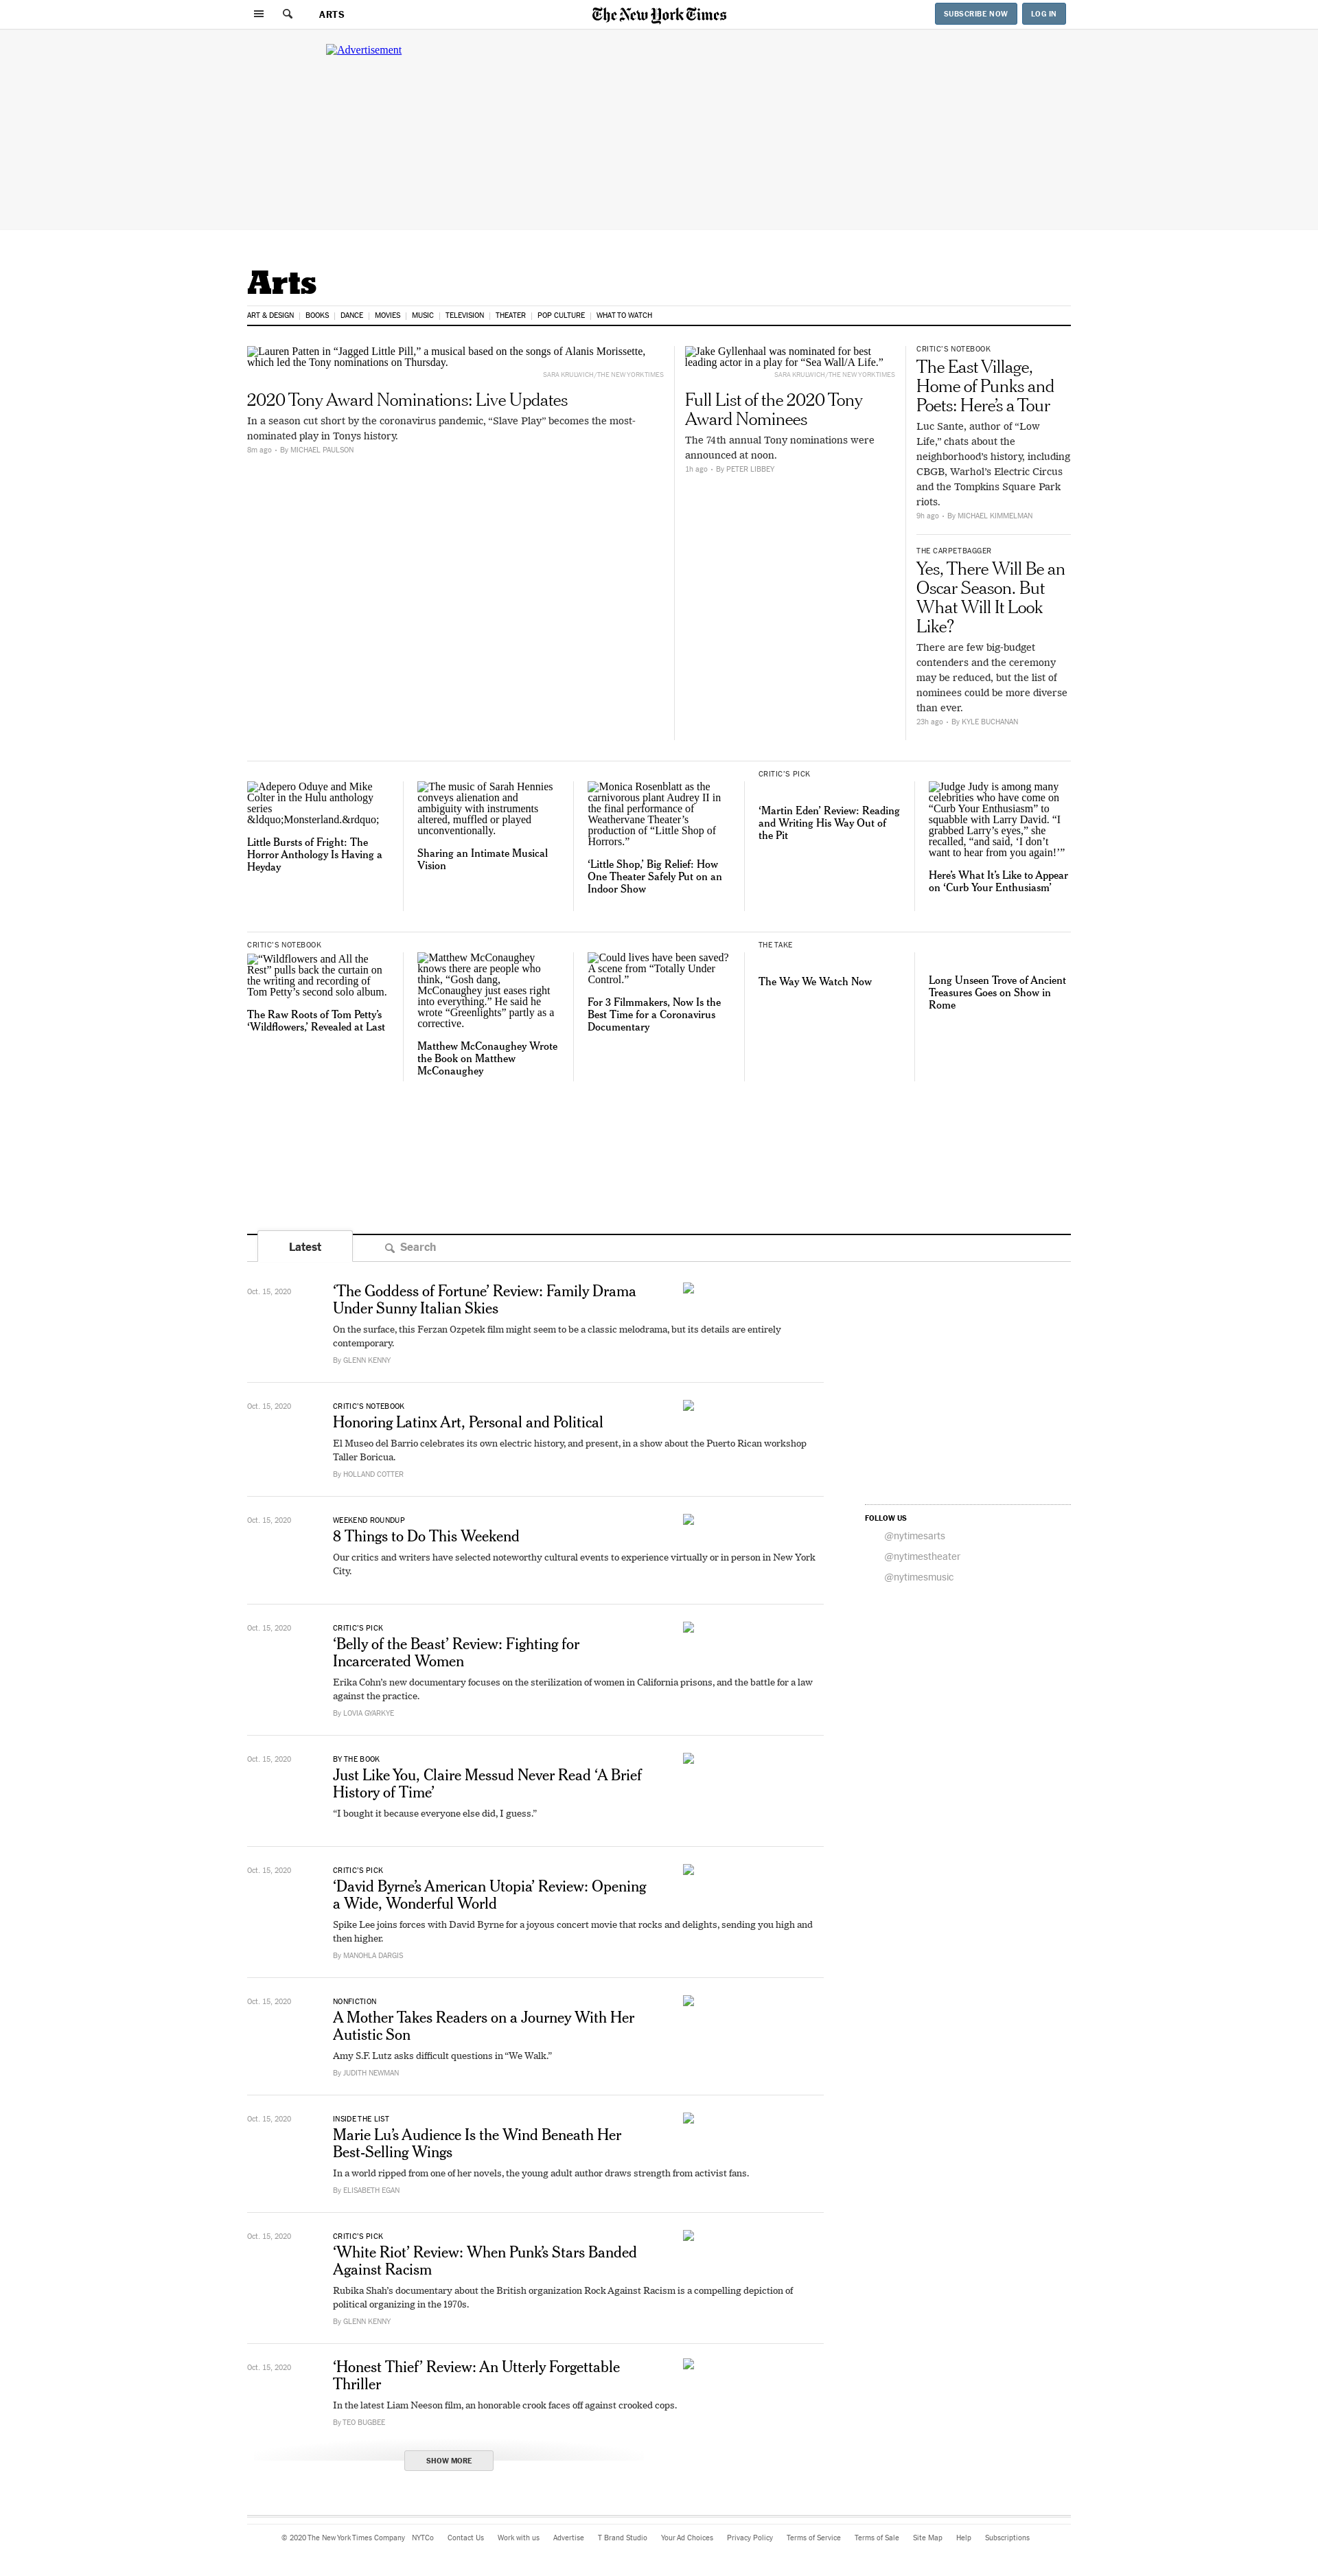 ARTS
The New York Times
SUBSCRIBE NOW
LOG IN
Advertisement
Arts
ART & DESIGN
BOOKS
DANCE
MOVIES
MUSIC
TELEVISION
THEATER
POP CULTURE
WHAT TO WATCH
Lauren Patten in “Jagged Little Pill,” a musical based on the songs of Alanis Morissette,
which led the Tony nominations on Thursday.
SARA KRULWICH/THE NEW YORK TIMES
2020 Tony Award Nominations: Live Updates
In a season cut short by the coronavirus pandemic, “Slave Play” becomes the most-
nominated play in Tonys history.
8m ago • By MICHAEL PAULSON
Jake Gyllenhaal was nominated for best
leading actor in a play for “Sea Wall/A Life.”
SARA KRULWICH/THE NEW YORK TIMES
Full List of the 2020 Tony
Award Nominees
The 74th annual Tony nominations were
announced at noon.
1h ago • By PETER LIBBEY
CRITIC’S NOTEBOOK
The East Village,
Home of Punks and
Poets: Here’s a Tour
Luc Sante, author of “Low
Life,” chats about the
neighborhood’s history, including
CBGB, Warhol’s Electric Circus
and the Tompkins Square Park
riots.
9h ago • By MICHAEL KIMMELMAN
THE CARPETBAGGER
Yes, There Will Be an
Oscar Season. But
What Will It Look
Like?
There are few big-budget
contenders and the ceremony
may be reduced, but the list of
nominees could be more diverse
than ever.
23h ago • By KYLE BUCHANAN
Adepero Oduye and Mike
Colter in the Hulu anthology
series
&ldquo;Monsterland.&rdquo;
Little Bursts of Fright: The
Horror Anthology Is Having a
Heyday
The music of Sarah Hennies
conveys alienation and
ambiguity with instruments
altered, muffled or played
unconventionally.
Sharing an Intimate Musical
Vision
Monica Rosenblatt as the
carnivorous plant Audrey II in
the final performance of
Weathervane Theater’s
production of “Little Shop of
Horrors.”
‘Little Shop,’ Big Relief: How
One Theater Safely Put on an
Indoor Show
CRITIC’S PICK
‘Martin Eden’ Review: Reading
and Writing His Way Out of
the Pit
Judge Judy is among many
celebrities who have come on
“Curb Your Enthusiasm” to
squabble with Larry David. “I
grabbed Larry’s eyes,” she
recalled, “and said, ‘I don’t
want to hear from you again!’”
Here’s What It’s Like to Appear
on ‘Curb Your Enthusiasm’
CRITIC’S NOTEBOOK
“Wildflowers and All the
Rest” pulls back the curtain on
the writing and recording of
Tom Petty’s second solo album.
The Raw Roots of Tom Petty’s
‘Wildflowers,’ Revealed at Last
Matthew McConaughey
knows there are people who
think, “Gosh dang,
McConaughey just eases right
into everything.” He said he
wrote “Greenlights” partly as a
corrective.
Matthew McConaughey Wrote
the Book on Matthew
McConaughey
Could lives have been saved?
A scene from “Totally Under
Control.”
For 3 Filmmakers, Now Is the
Best Time for a Coronavirus
Documentary
THE TAKE
The Way We Watch Now
Long Unseen Trove of Ancient
Treasures Goes on Show in
Rome
Latest
Search
Oct. 15, 2020
‘The Goddess of Fortune’ Review: Family Drama
Under Sunny Italian Skies
On the surface, this Ferzan Ozpetek film might seem to be a classic melodrama, but its details are entirely
contemporary.
By GLENN KENNY
Oct. 15, 2020
CRITIC’S NOTEBOOK
Honoring Latinx Art, Personal and Political
El Museo del Barrio celebrates its own electric history, and present, in a show about the Puerto Rican workshop
Taller Boricua.
By HOLLAND COTTER
Oct. 15, 2020
WEEKEND ROUNDUP
8 Things to Do This Weekend
Our critics and writers have selected noteworthy cultural events to experience virtually or in person in New York
City.
FOLLOW US
@nytimesarts
@nytimestheater
@nytimesmusic
Oct. 15, 2020
CRITIC’S PICK
‘Belly of the Beast’ Review: Fighting for
Incarcerated Women
Erika Cohn’s new documentary focuses on the sterilization of women in California prisons, and the battle for a law
against the practice.
By LOVIA GYARKYE
Oct. 15, 2020
BY THE BOOK
Just Like You, Claire Messud Never Read ‘A Brief
History of Time’
“I bought it because everyone else did, I guess.”
Oct. 15, 2020
CRITIC’S PICK
‘David Byrne’s American Utopia’ Review: Opening
a Wide, Wonderful World
Spike Lee joins forces with David Byrne for a joyous concert movie that rocks and delights, sending you high and
then higher.
By MANOHLA DARGIS
Oct. 15, 2020
NONFICTION
A Mother Takes Readers on a Journey With Her
Autistic Son
Amy S.F. Lutz asks difficult questions in “We Walk.”
By JUDITH NEWMAN
Oct. 15, 2020
INSIDE THE LIST
Marie Lu’s Audience Is the Wind Beneath Her
Best-Selling Wings
In a world ripped from one of her novels, the young adult author draws strength from activist fans.
By ELISABETH EGAN
Oct. 15, 2020
CRITIC’S PICK
‘White Riot’ Review: When Punk’s Stars Banded
Against Racism
Rubika Shah’s documentary about the British organization Rock Against Racism is a compelling depiction of
political organizing in the 1970s.
By GLENN KENNY
Oct. 15, 2020
‘Honest Thief’ Review: An Utterly Forgettable
Thriller
In the latest Liam Neeson film, an honorable crook faces off against crooked cops.
By TEO BUGBEE
SHOW MORE
© 2020 The New York Times Company NYTCo Contact Us Work with us Advertise T Brand Studio Your Ad Choices Privacy Policy Terms of Service Terms of Sale Site Map Help Subscriptions